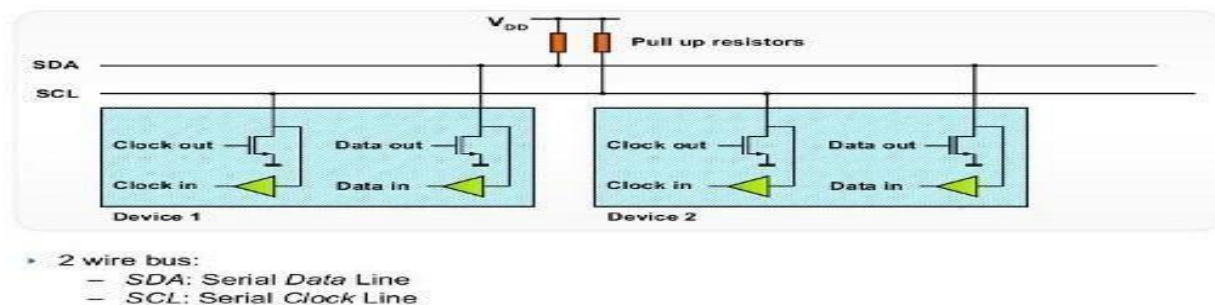 VDD
Pull up resistors
SDA
SCL
Clock out
Data out
Clock out
Data out
Clock in
Data in
Clock in
Data in
Device 1
Device 2
2 wire bus:
– SDA: Serial Data Line
– SCL: Serial Clock Line